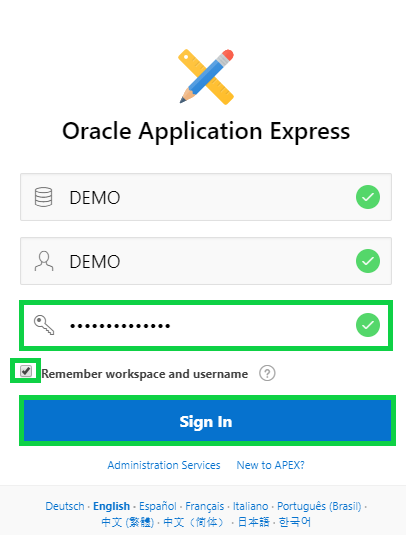 Oracle Application Express
DEMO
DEMO
••••••••••••••
Remember workspace and username ?
Sign In
Administration Services New to APEX?
Deutsch · English · Español · Français · Italiano · Português (Brasil) ·
中文 (繁體) · 中文（简体） · 日本語 · 한국어